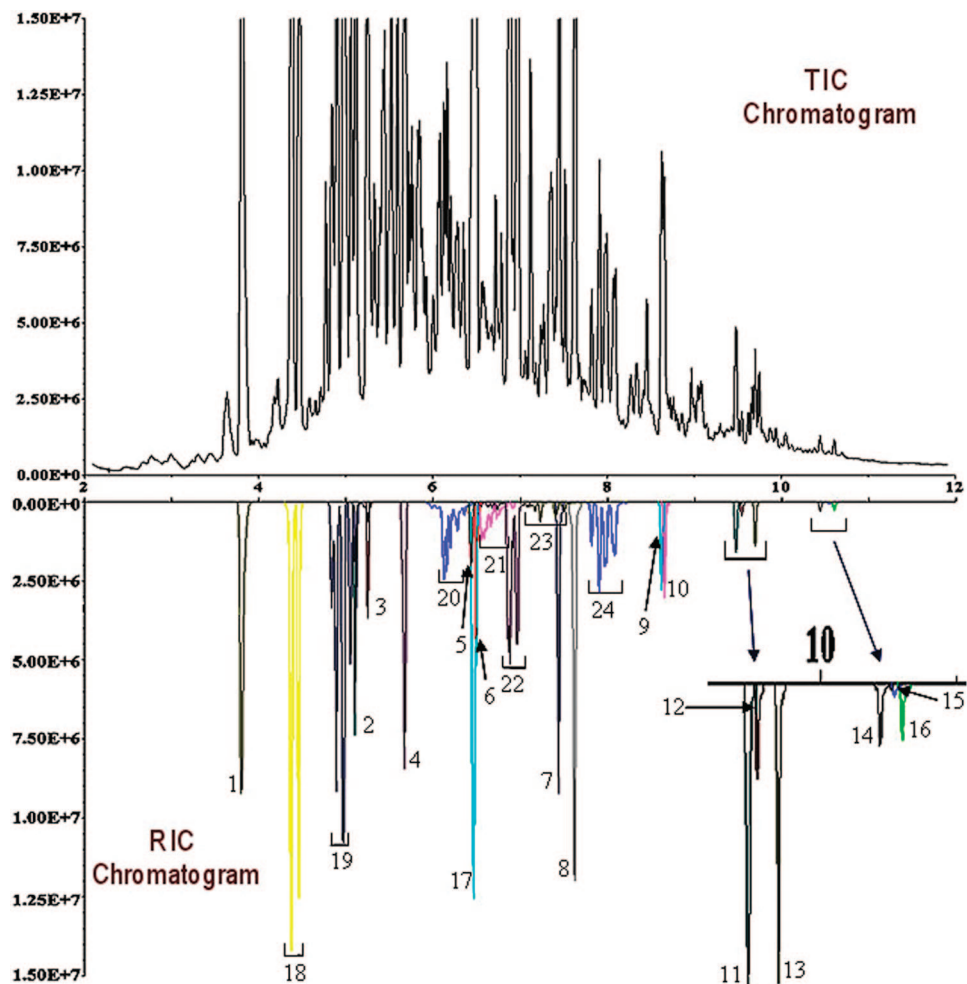 1.50E+7
TIC
Chromatogram
1.25E+7
1.00E+7
7.50E+6
5.00E+6
2.50E+6
0.00E+0
2 4 6 8 10 12
0.00E+0
2.50E+6
5.00E+6
7.50E+6
1.00E+7
1.25E+7
1.50E+7
3
20
5
21
23
24
9
10
10
6
22
12
15
2
4
14
16
1
7
RIC
Chromatogram
19
17
8
18
11
13